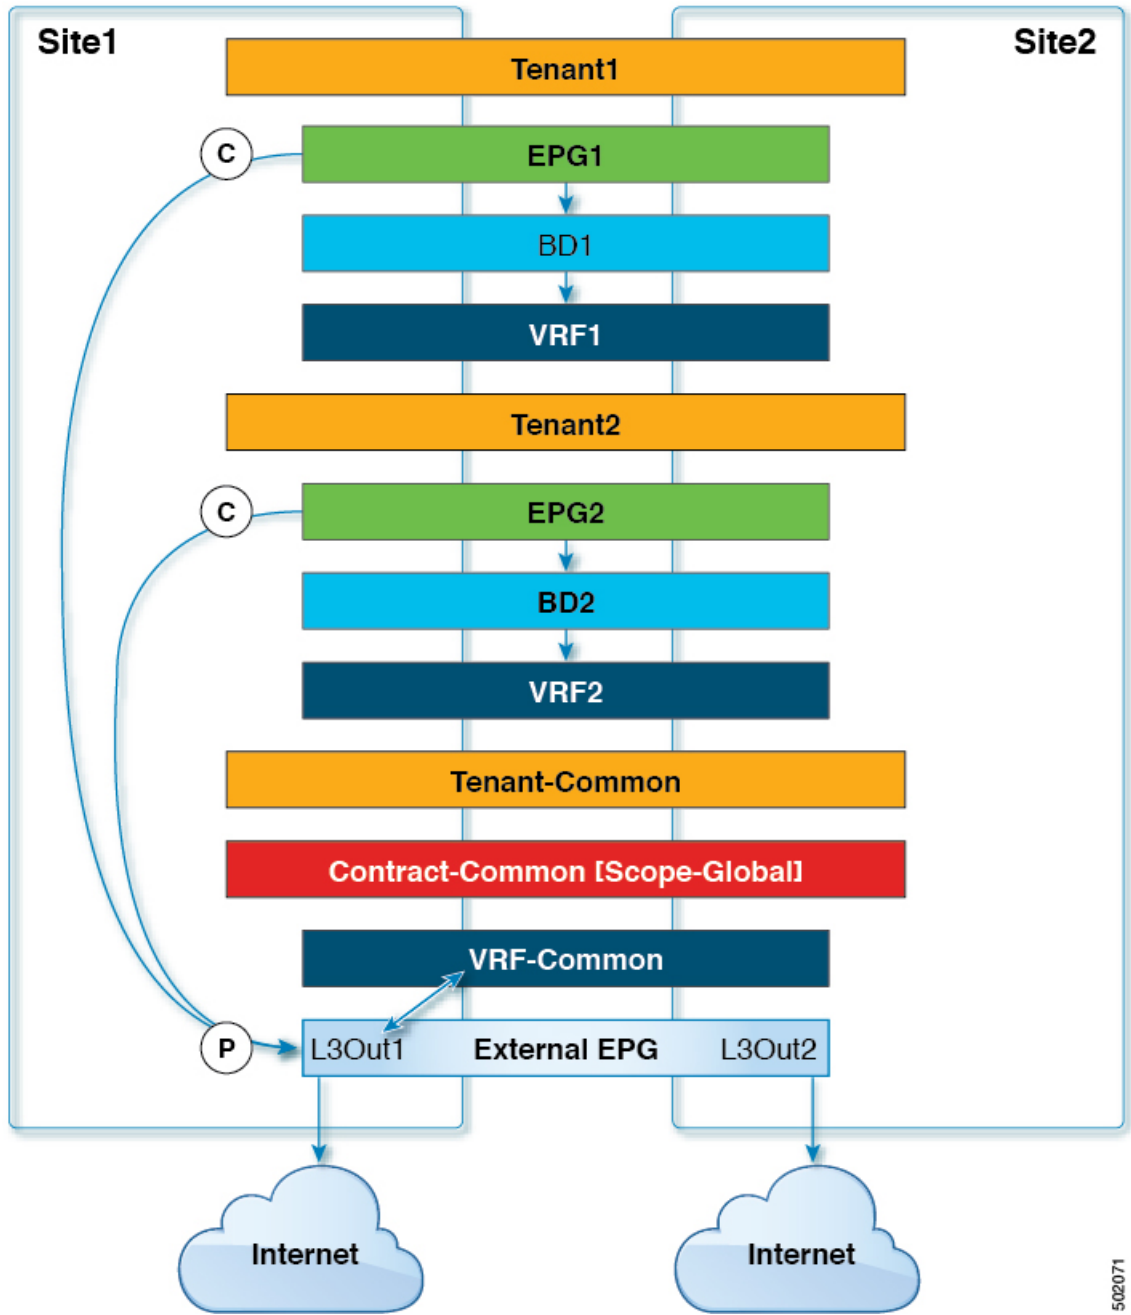 Site1
Site2
Tenant1
C
EPG1
BD1
VRF1
Tenant2
C
EPG2
BD2
VRF2
Tenant-Common
Contract-Common [Scope-Global]
VRF-Common
P
L3Out1
External EPG
L3Out2
Internet
Internet
502071